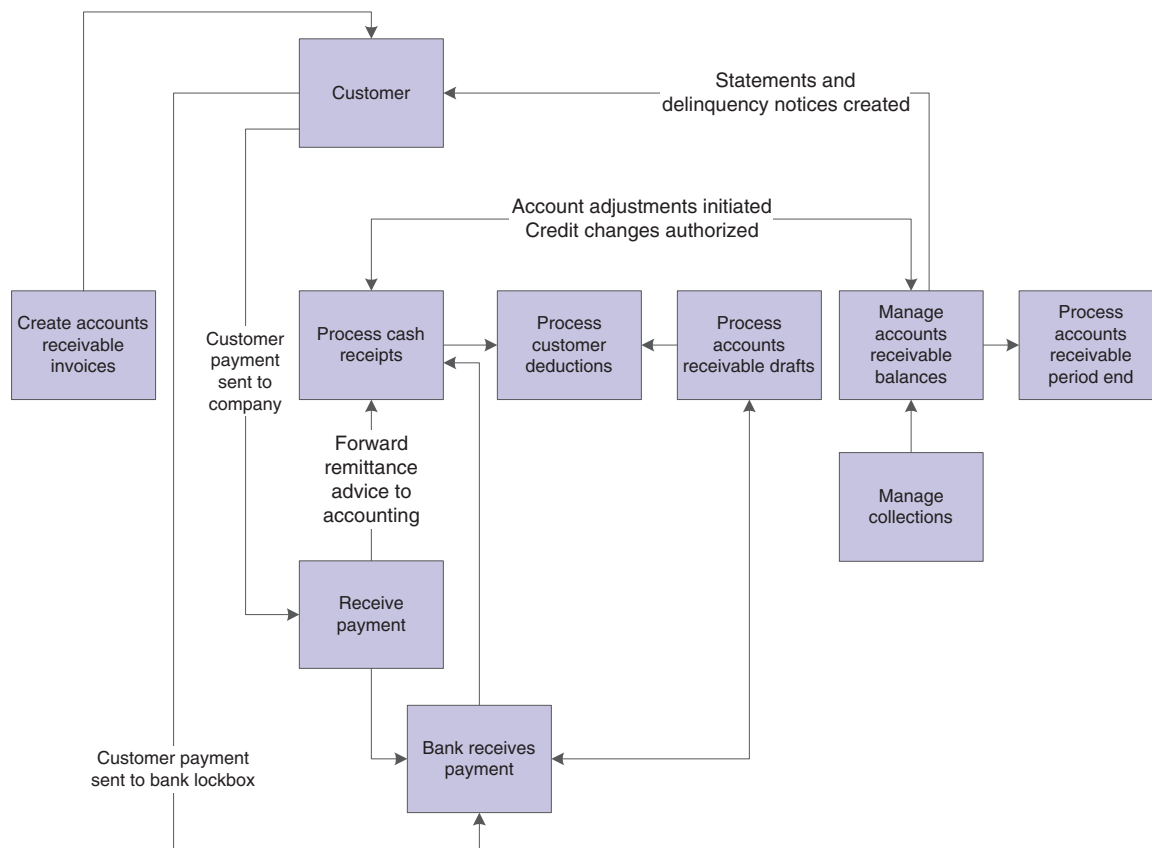 Customer
Statements and
delinquency notices created
Account adjustments initiated
Credit changes authorized
Create accounts
receivable
invoices
Customer
payment
sent to
company
Process cash
receipts
Process
customer
deductions
Process
accounts
receivable drafts
Manage
accounts
receivable
balances
Process
accounts
receivable
period end
Forward
remittance
advice to
accounting
Manage
collections
Receive
payment
Customer payment
sent to bank lockbox
Bank receives
payment